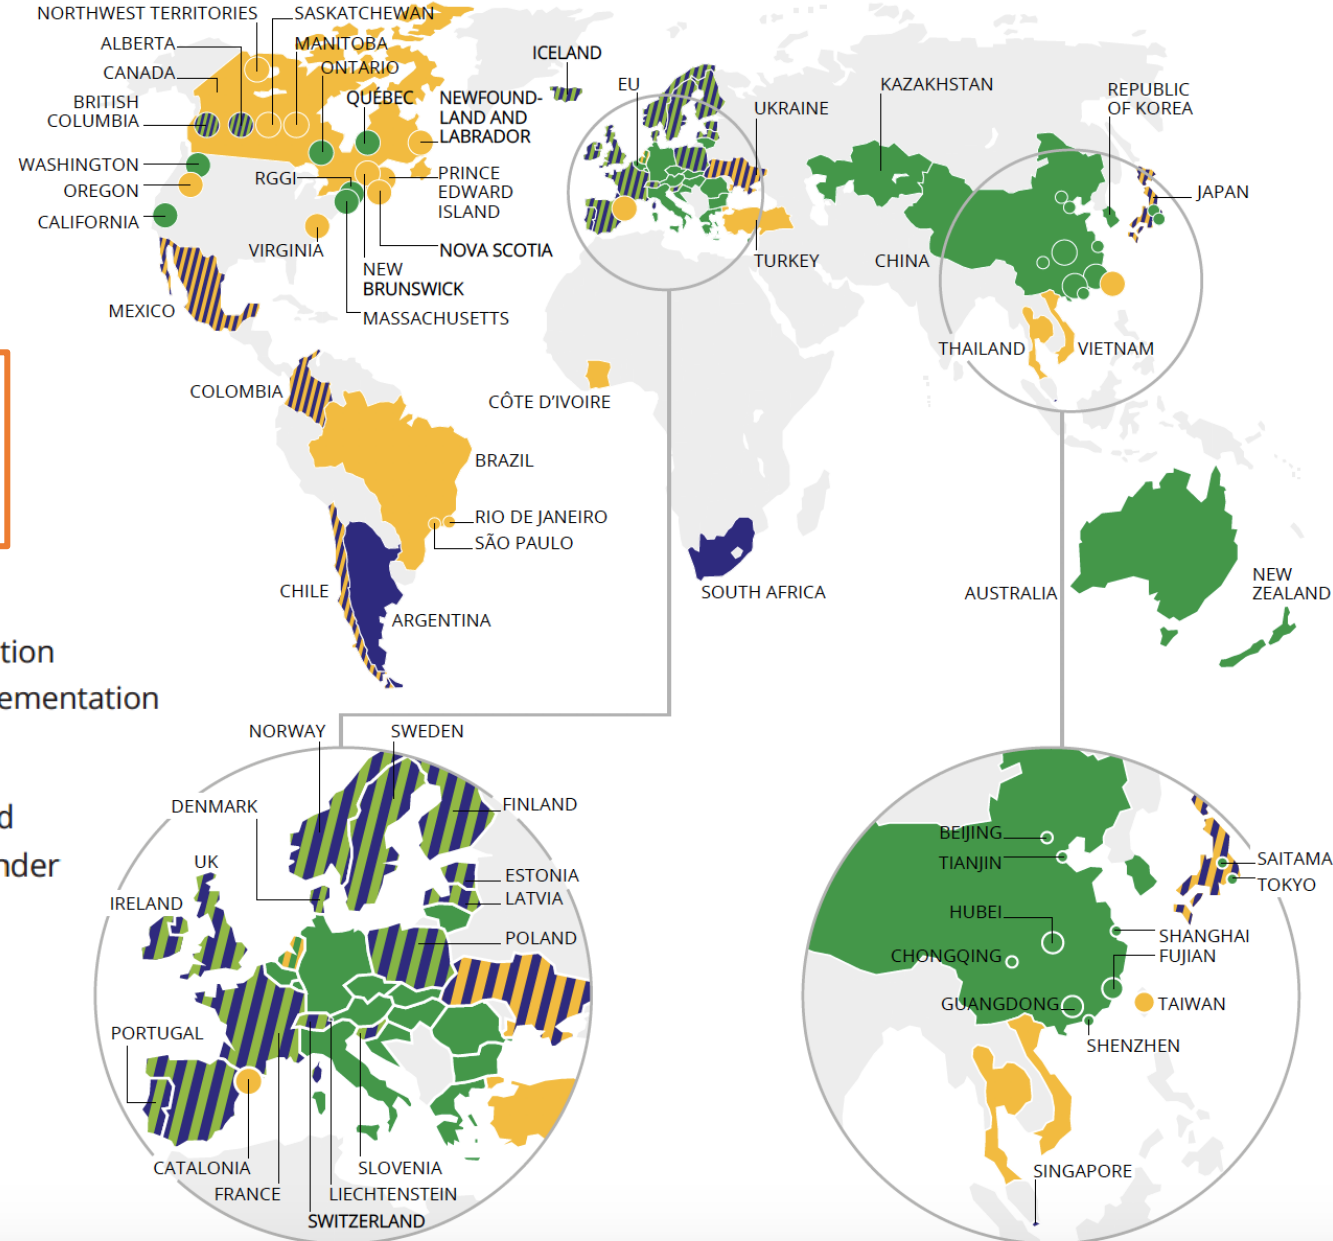 NORTHWEST TERRITORIES
SASKATCHEWAN
ALBERTA
MANITOBA
CANADA
ONTARIO
BRITISH
COLUMBIA
QUÉBEC
NEWFOUND-
LAND AND
LABRADOR
WASHINGTON
OREGON
CALIFORNIA
RGGI
PRINCE
EDWARD
ISLAND
VIRGINIA
NOVA SCOTIA
NEW
BRUNSWICK
MASSACHUSETTS
MEXICO
ICELAND
EU
UKRAINE
KAZAKHSTAN
REPUBLIC
OF KOREA
JAPAN
TURKEY
CHINA
THAILAND
VIETNAM
COLOMBIA
CÔTE D'IVOIRE
BRAZIL
RIO DE JANEIRO
SÃO PAULO
CHILE
ARGENTINA
SOUTH AFRICA
AUSTRALIA
NEW
ZEALAND
tion
ementation
d
nder
NORWAY
SWEDEN
DENMARK
FINLAND
UK
IRELAND
ESTONIA
LATVIA
POLAND
PORTUGAL
CATALONIA
FRANCE
SLOVENIA
LIECHTENSTEIN
SWITZERLAND
BEIJING
TIANJIN
SAITAMA
TOKYO
HUBEI
SHANGHAI
FUJIAN
CHONGQING
GUANGDONG
TAIWAN
SHENZHEN
SINGAPORE